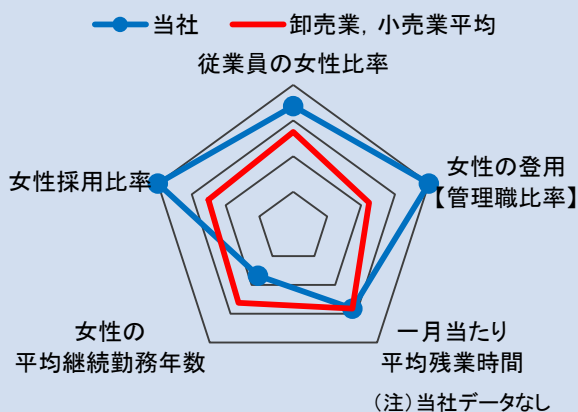 当社 卸売業，小売業平均
従業員の女性比率
女性の登用
【管理職比率】
女性採用比率
女性の
平均継続勤務年数
一月当たり
平均残業時間
（注）当社データなし